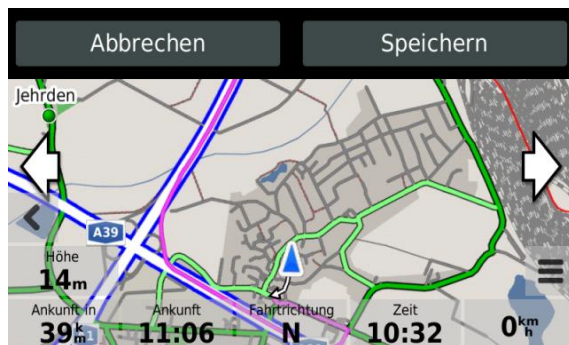 Abbrechen
Speichern
Jehrden
A39
Höhe
14m
Ankunft in
39km
Ankunft
11:06
Fahrtrichtung
N
Zeit
10:32
0km/h